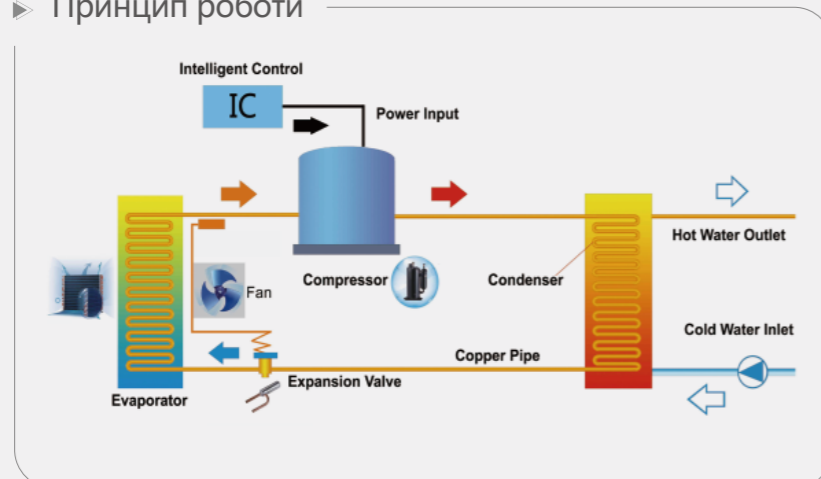 Принцип роботи
Intelligent Control
IC
Power Input
Hot Water Outlet
Compressor
Condenser
Fan
Cold Water Inlet
Copper Pipe
Expansion Valve
Evaporator